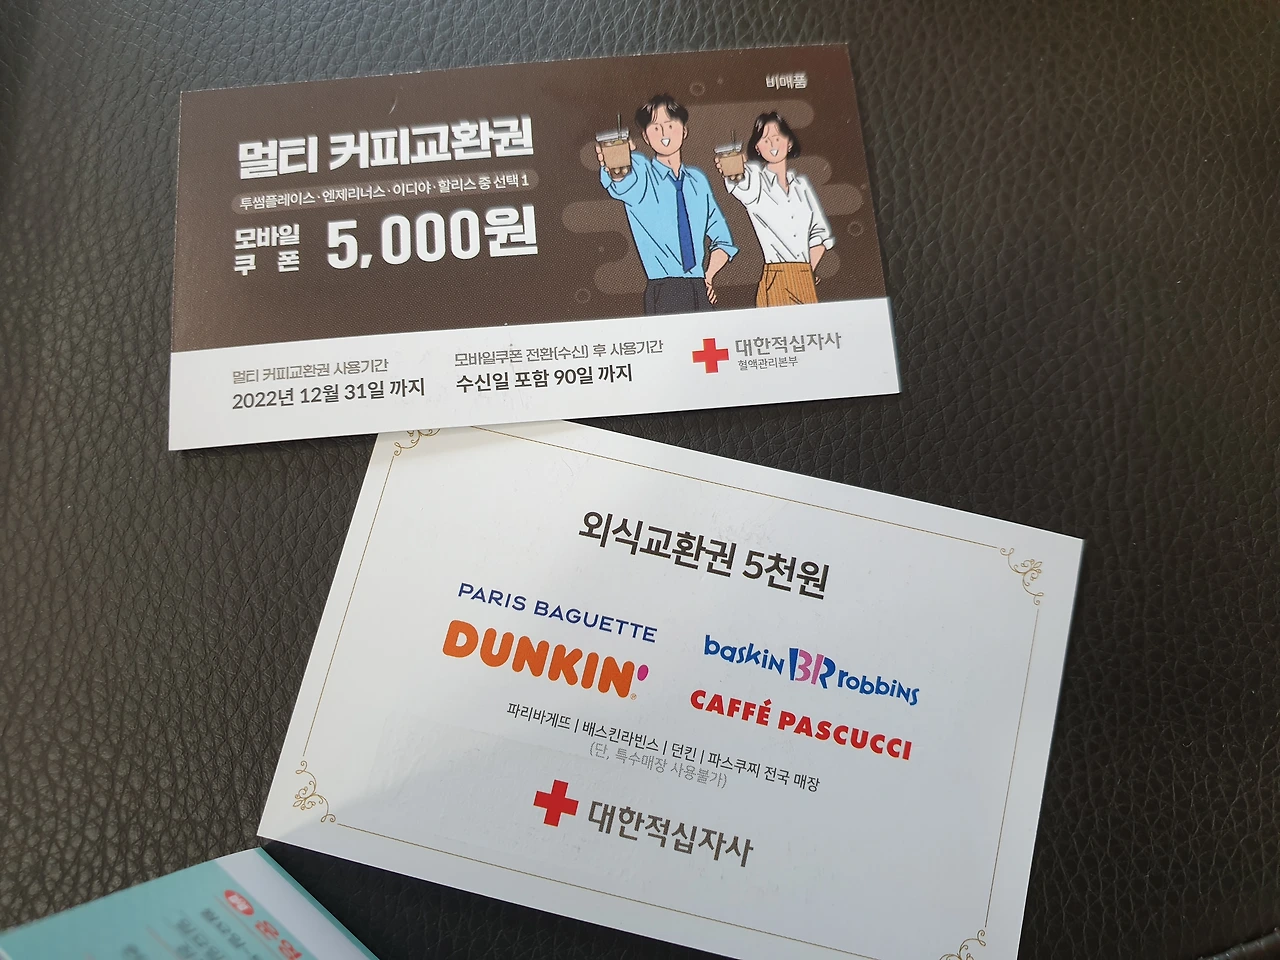 비매품
멀티 커피교환권
투썸플레이스·엔제리너스·이디야·할리스 중 선택 1
모바일 쿠폰 5,000원
멀티 커피교환권 사용기간
2022년 12월 31일 까지
모바일쿠폰 전환(수신) 후 사용기간
수신일 포함 90일 까지
대한적십자사
혈액관리본부
외식교환권 5천원
PARIS BAGUETTE
DUNKIN'
baskin BR robbins
CAFFÉ PASCUCCI
파리바게뜨 | 배스킨라빈스 | 던킨 | 파스쿠찌 전국 매장
(단, 특수매장 사용불가)
대한적십자사